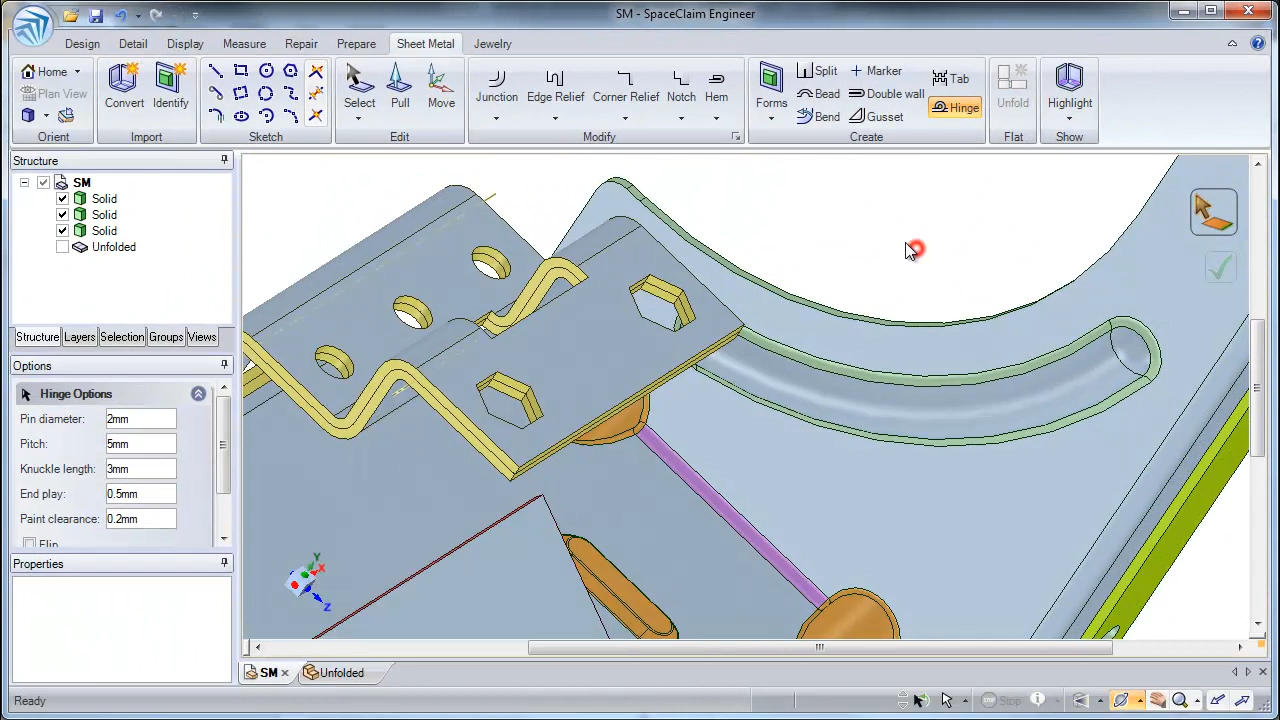 SM - SpaceClaim Engineer
Design Detail Display Measure Repair Prepare Sheet Metal Jewelry
Home
Plan View
Orient
Convert Identify
Import
Sketch
Select Pull Move
Edit
Junction Edge Relief Corner Relief Notch Hem
Modify
Forms
Split
Bead
Bend
Marker
Double wall
Gusset
Tab
Hinge
Create
Unfold
Flat
Highlight
Show
Structure
SM
Solid
Solid
Solid
Unfolded
Structure Layers Selection Groups Views
Options
Hinge Options
Pin diameter: 2mm
Pitch: 5mm
Knuckle length: 3mm
End play: 0.5mm
Paint clearance: 0.2mm
Flip
Properties
Y
X
Z
SM Unfolded
Ready
Stop